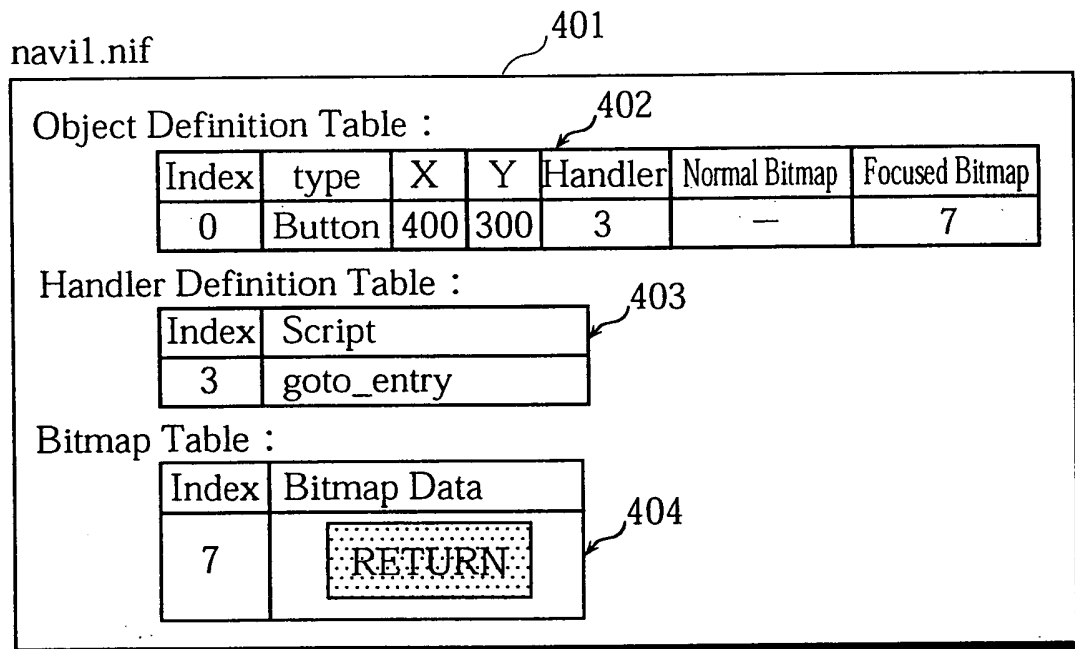 401
navi1.nif
Object Definition Table :
402
Index type X Y Handler Normal Bitmap Focused Bitmap
0 Button 400 300 3 — 7
Handler Definition Table :
403
Index Script
3 goto_entry
Bitmap Table :
Index Bitmap Data
404
7 RETURN